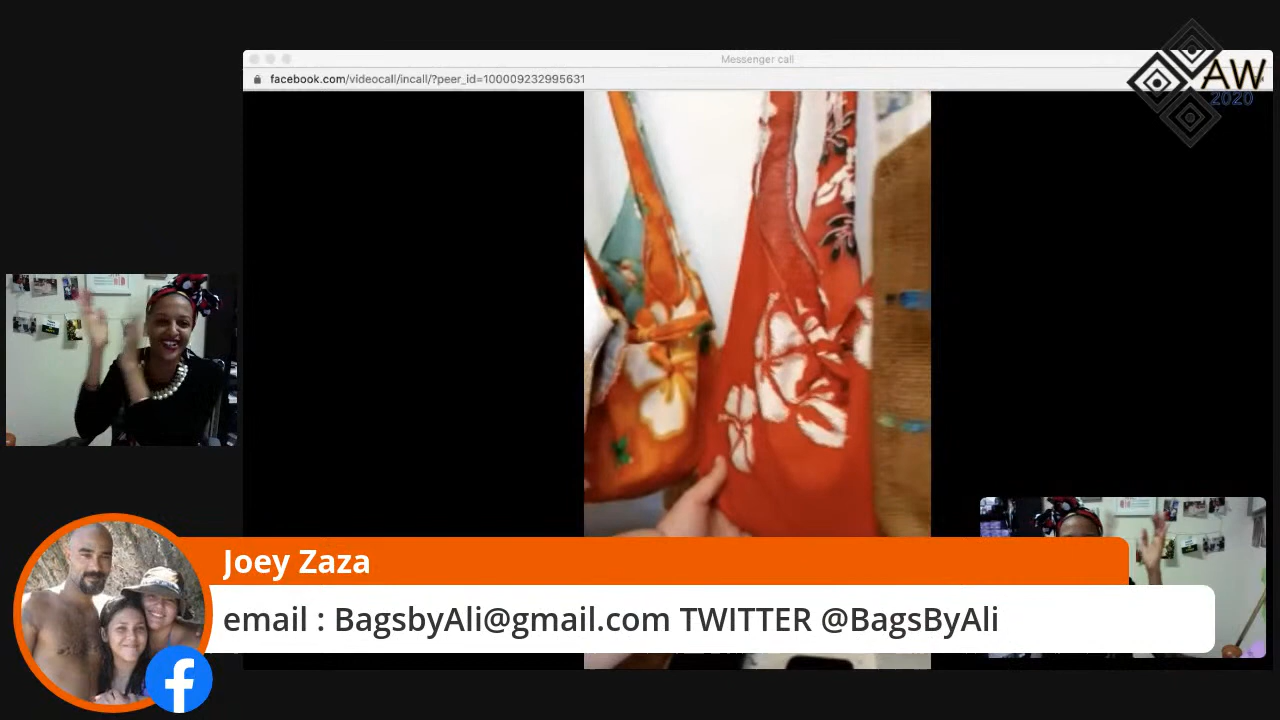 Messenger call
facebook.com/videocall/incall/?peer_id=100009232995631
AW
2020
Joey Zaza
email : BagsbyAli@gmail.com TWITTER @BagsByAli